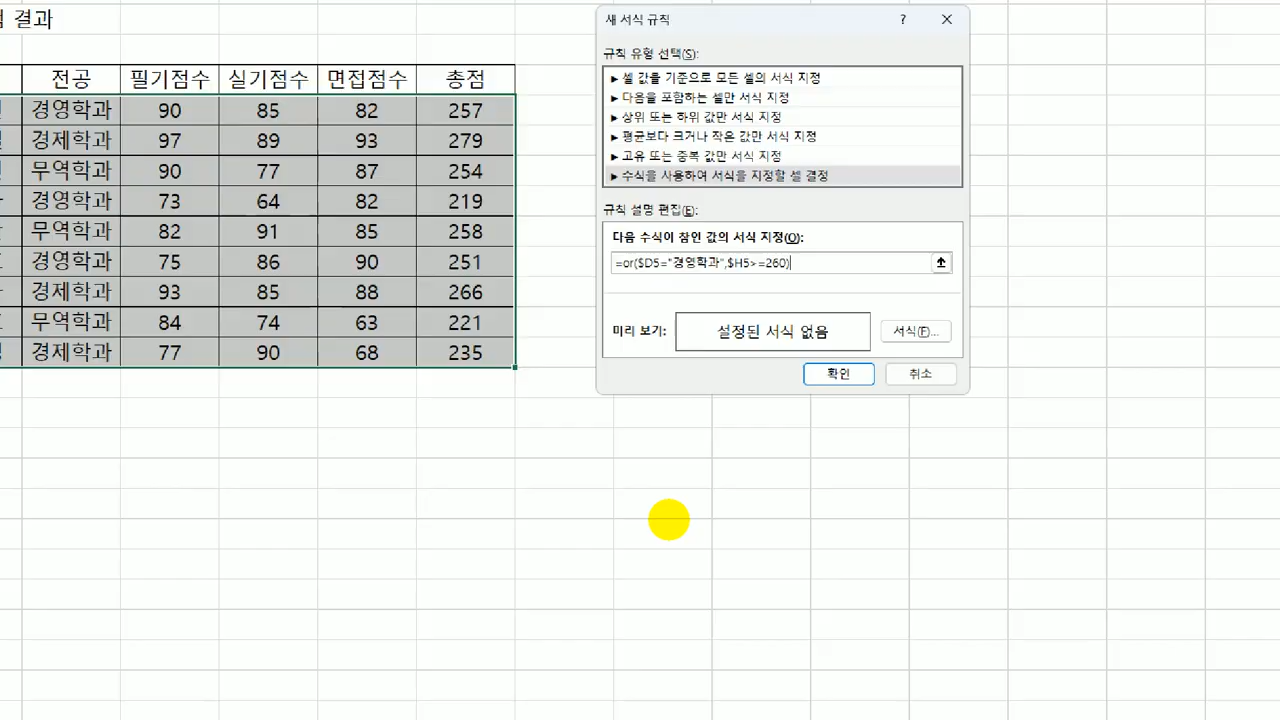 결과
전공 필기점수 실기점수 면접점수 총점
경영학과 90 85 82 257
경제학과 97 89 93 279
무역학과 90 77 87 254
경영학과 73 64 82 219
무역학과 82 91 85 258
경영학과 75 86 90 251
경제학과 93 85 88 266
무역학과 84 74 63 221
경제학과 77 90 68 235
새 서식 규칙 ?
규칙 유형 선택(S):
► 셀 값을 기준으로 모든 셀의 서식 지정
► 다음을 포함하는 셀만 서식 지정
► 상위 또는 하위 값만 서식 지정
► 평균보다 크거나 작은 값만 서식 지정
► 고유 또는 중복 값만 서식 지정
► 수식을 사용하여 서식을 지정할 셀 결정
규칙 설명 편집(E):
다음 수식이 참인 값의 서식 지정(O):
=or($D5="경영학과",$H5>=260)
미리 보기: 설정된 서식 없음 서식(F)...
확인 취소